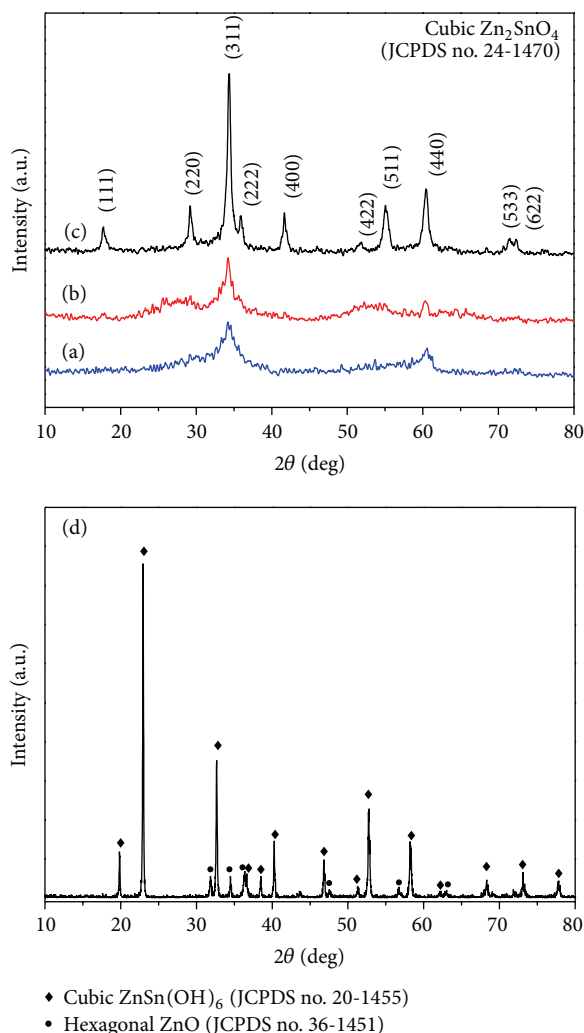 Cubic Zn₂SnO₄
(JCPDS no. 24-1470)
(111)
(220)
(311)
(222)
(400)
(422)
(511)
(440)
(533)
(622)
(c)
(b)
(a)
Intensity (a.u.)
10 20 30 40 50 60 70 80
2θ (deg)
(d)
Intensity (a.u.)
10 20 30 40 50 60 70 80
2θ (deg)
♦ Cubic ZnSn(OH)₆ (JCPDS no. 20-1455)
• Hexagonal ZnO (JCPDS no. 36-1451)